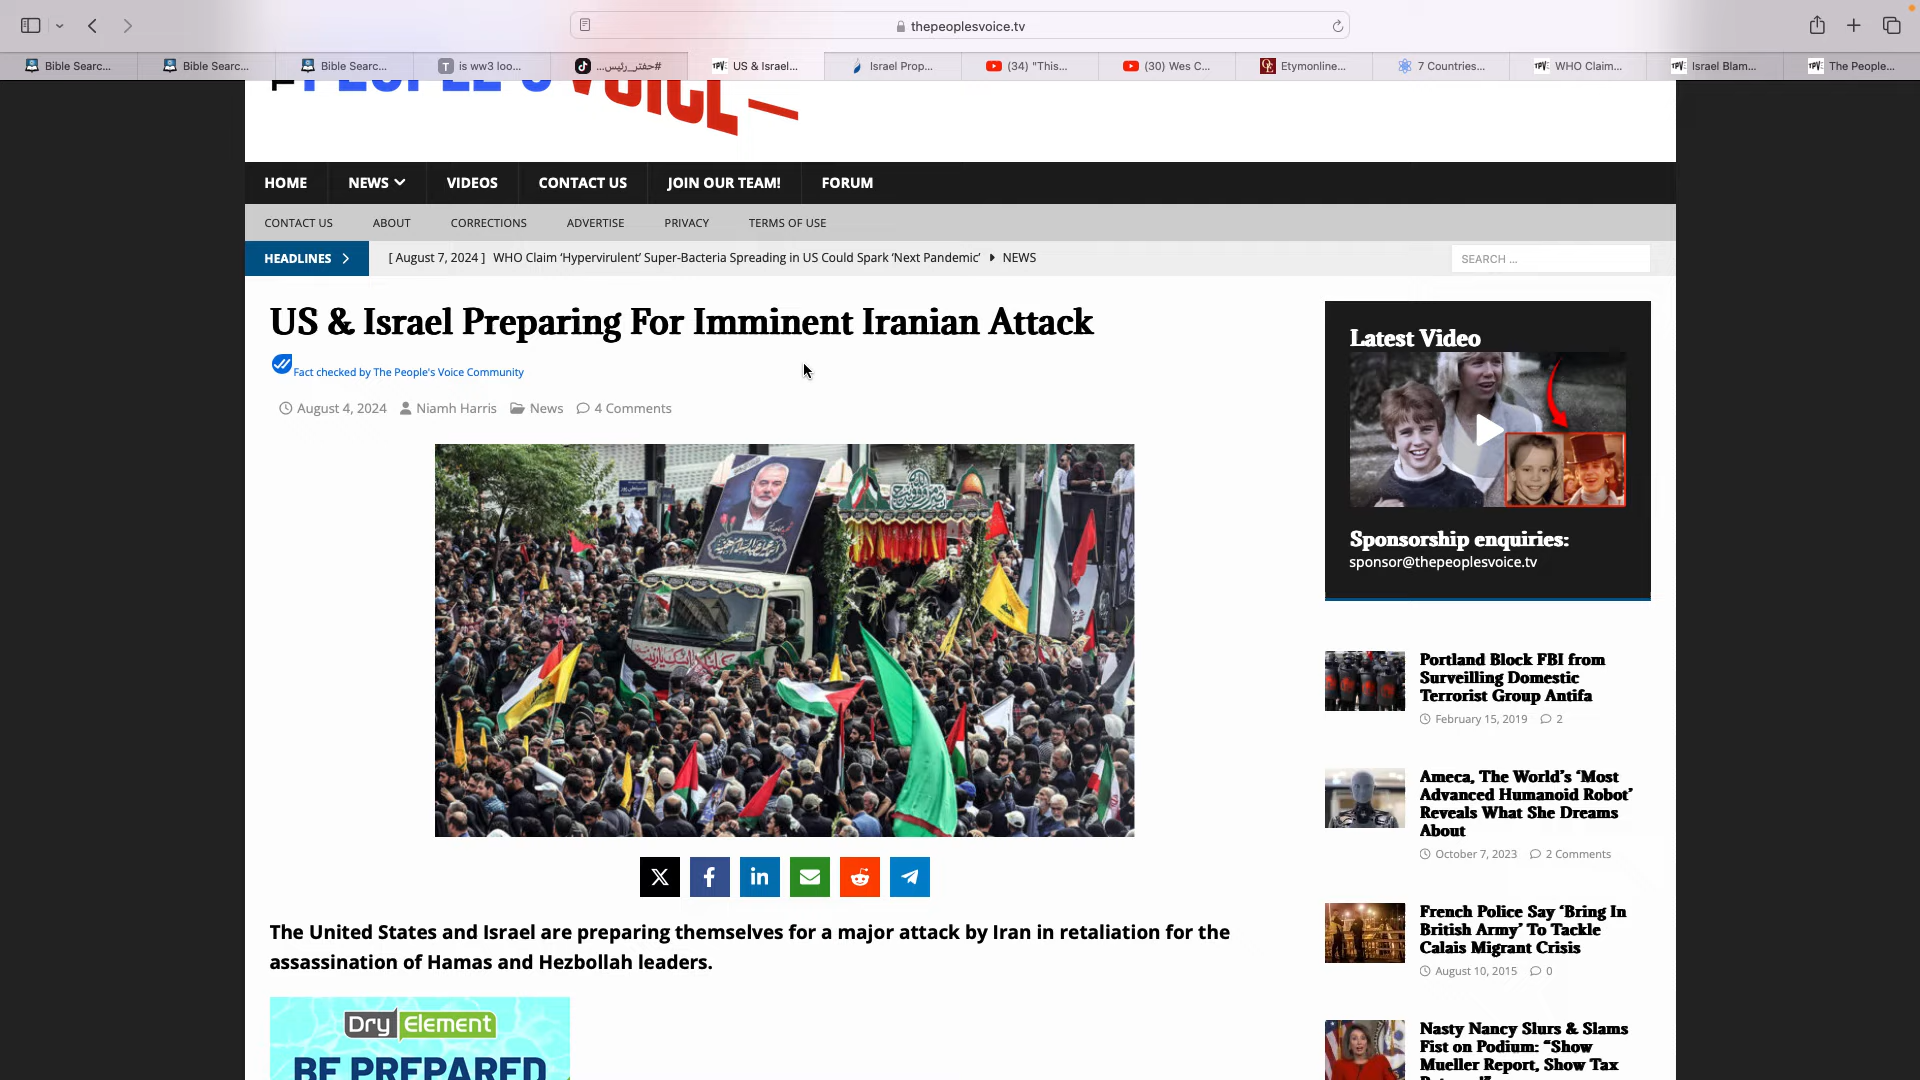 thepeoplesvoice.tv
Bible Searc...
Bible Searc...
Bible Searc...
is ww3 loo...
#حفتر_رئيس...
US & Israel...
Israel Prop...
(34) "This...
(30) Wes C...
Etymonline...
7 Countries...
WHO Claim...
Israel Blam...
The People...
PEOPLE'S VOICE
HOME
NEWS
VIDEOS
CONTACT US
JOIN OUR TEAM!
FORUM
CONTACT US
ABOUT
CORRECTIONS
ADVERTISE
PRIVACY
TERMS OF USE
HEADLINES
[ August 7, 2024 ] WHO Claim ‘Hypervirulent’ Super-Bacteria Spreading in US Could Spark ‘Next Pandemic’ NEWS
SEARCH ...
US & Israel Preparing For Imminent Iranian Attack
Fact checked by The People's Voice Community
August 4, 2024 Niamh Harris News 4 Comments
The United States and Israel are preparing themselves for a major attack by Iran in retaliation for the
assassination of Hamas and Hezbollah leaders.
Dry Element
BE PREPARED
Latest Video
Sponsorship enquiries:
sponsor@thepeoplesvoice.tv
Portland Block FBI from
Surveilling Domestic
Terrorist Group Antifa
February 15, 2019 2
Ameca, The World’s ‘Most
Advanced Humanoid Robot’
Reveals What She Dreams
About
October 7, 2023 2 Comments
French Police Say ‘Bring In
British Army’ To Tackle
Calais Migrant Crisis
August 10, 2015 0
Nasty Nancy Slurs & Slams
Fist on Podium: “Show
Mueller Report, Show Tax